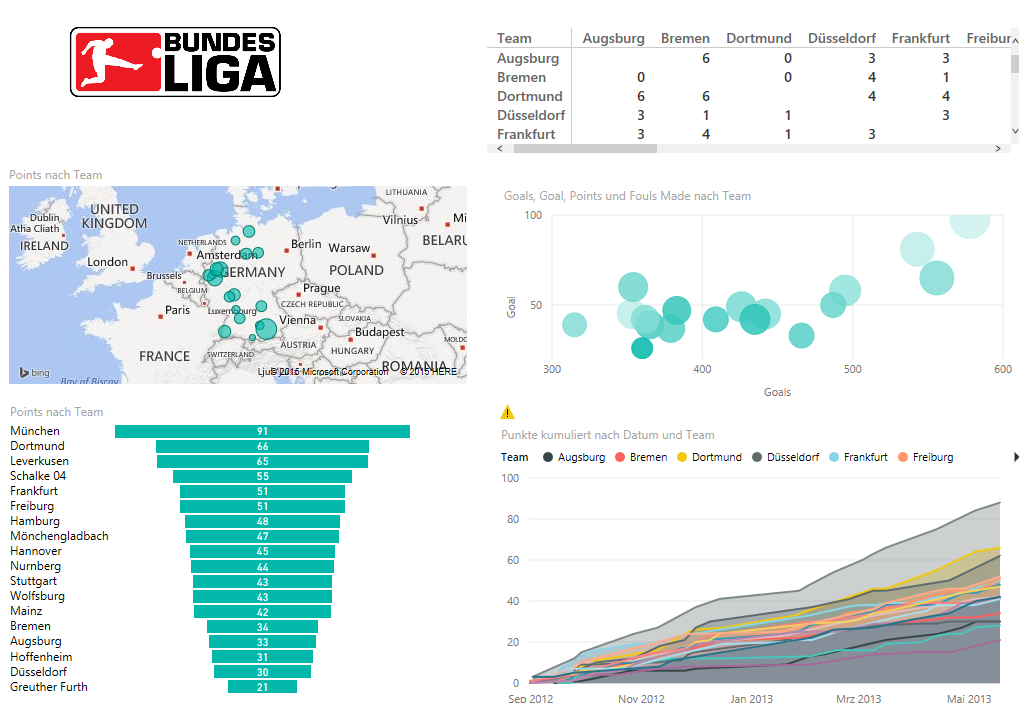 BUNDES
LIGA
Team Augsburg Bremen Dortmund Düsseldorf Frankfurt Freibur
Augsburg 6 0 3 3
Bremen 0 0 4 1
Dortmund 6 6 4 4
Düsseldorf 3 1 1 3
Frankfurt 3 4 1 3
Points nach Team
LITHUANIA
UNITED
KINGDOM
Dublin
Atha Cliath
IRELAND
Vilnius
Mi
BELARU
NETHERLANDS
Amsterdam
Berlin
Warsaw
London
GERMANY
POLAND
Brussels
BELGIUM
Prague
Paris
Luxembourg
CZECH REPUBLIC
SLOVAKIA
Vienna
Budapest
MOLDO
FRANCE
SWITZERLAND
AUSTRIA
HUNGARY
ROMANIA
bing
Bay of Biscay
© 2015 Microsoft Corporation © 2015 HERE
Goals, Goal, Points und Fouls Made nach Team
100
50
Goal
300 400 500 600
Goals
Points nach Team
München 91
Dortmund 66
Leverkusen 65
Schalke 04 55
Frankfurt 51
Freiburg 51
Hamburg 48
Mönchengladbach 47
Hannover 45
Nurnberg 44
Stuttgart 43
Wolfsburg 43
Mainz 42
Bremen 34
Augsburg 33
Hoffenheim 31
Düsseldorf 30
Greuther Furth 21
Punkte kumuliert nach Datum und Team
Team Augsburg Bremen Dortmund Düsseldorf Frankfurt Freiburg
100
80
60
40
20
0
Sep 2012 Nov 2012 Jan 2013 Mrz 2013 Mai 2013